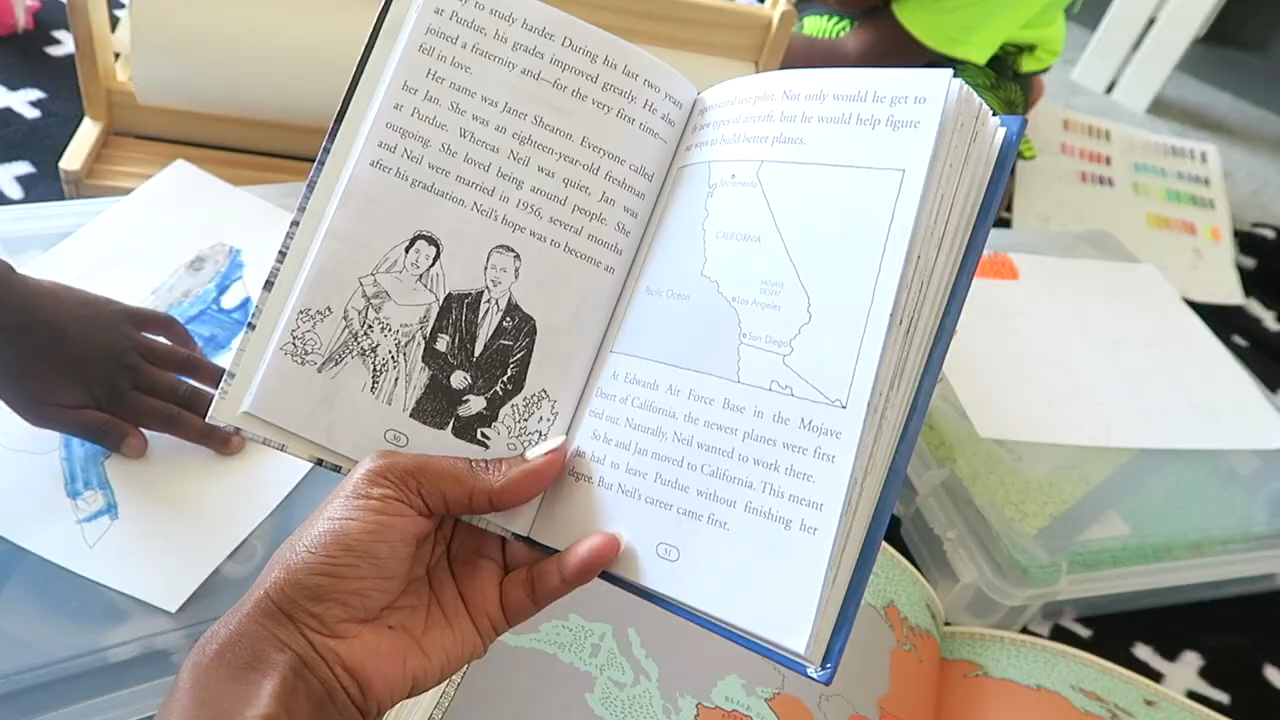 to study harder. During his last two years
at Purdue, his grades improved greatly. He also
joined a fraternity and—for the very first time—
fell in love.
Her name was Janet Shearon. Everyone called
her Jan. She was an eighteen-year-old freshman
at Purdue. Whereas Neil was quiet, Jan was
outgoing. She loved being around people. She
and Neil were married in 1956, several months
after his graduation. Neil's hope was to become an
30
experimental test pilot. Not only would he get to
fly new types of aircraft, but he would help figure
out ways to build better planes.
Sacramento
CALIFORNIA
MOJAVE
DESERT
Pacific Ocean
Los Angeles
San Diego
At Edwards Air Force Base in the Mojave
Desert of California, the newest planes were first
tried out. Naturally, Neil wanted to work there.
So he and Jan moved to California. This meant
Jan had to leave Purdue without finishing her
degree. But Neil's career came first.
31